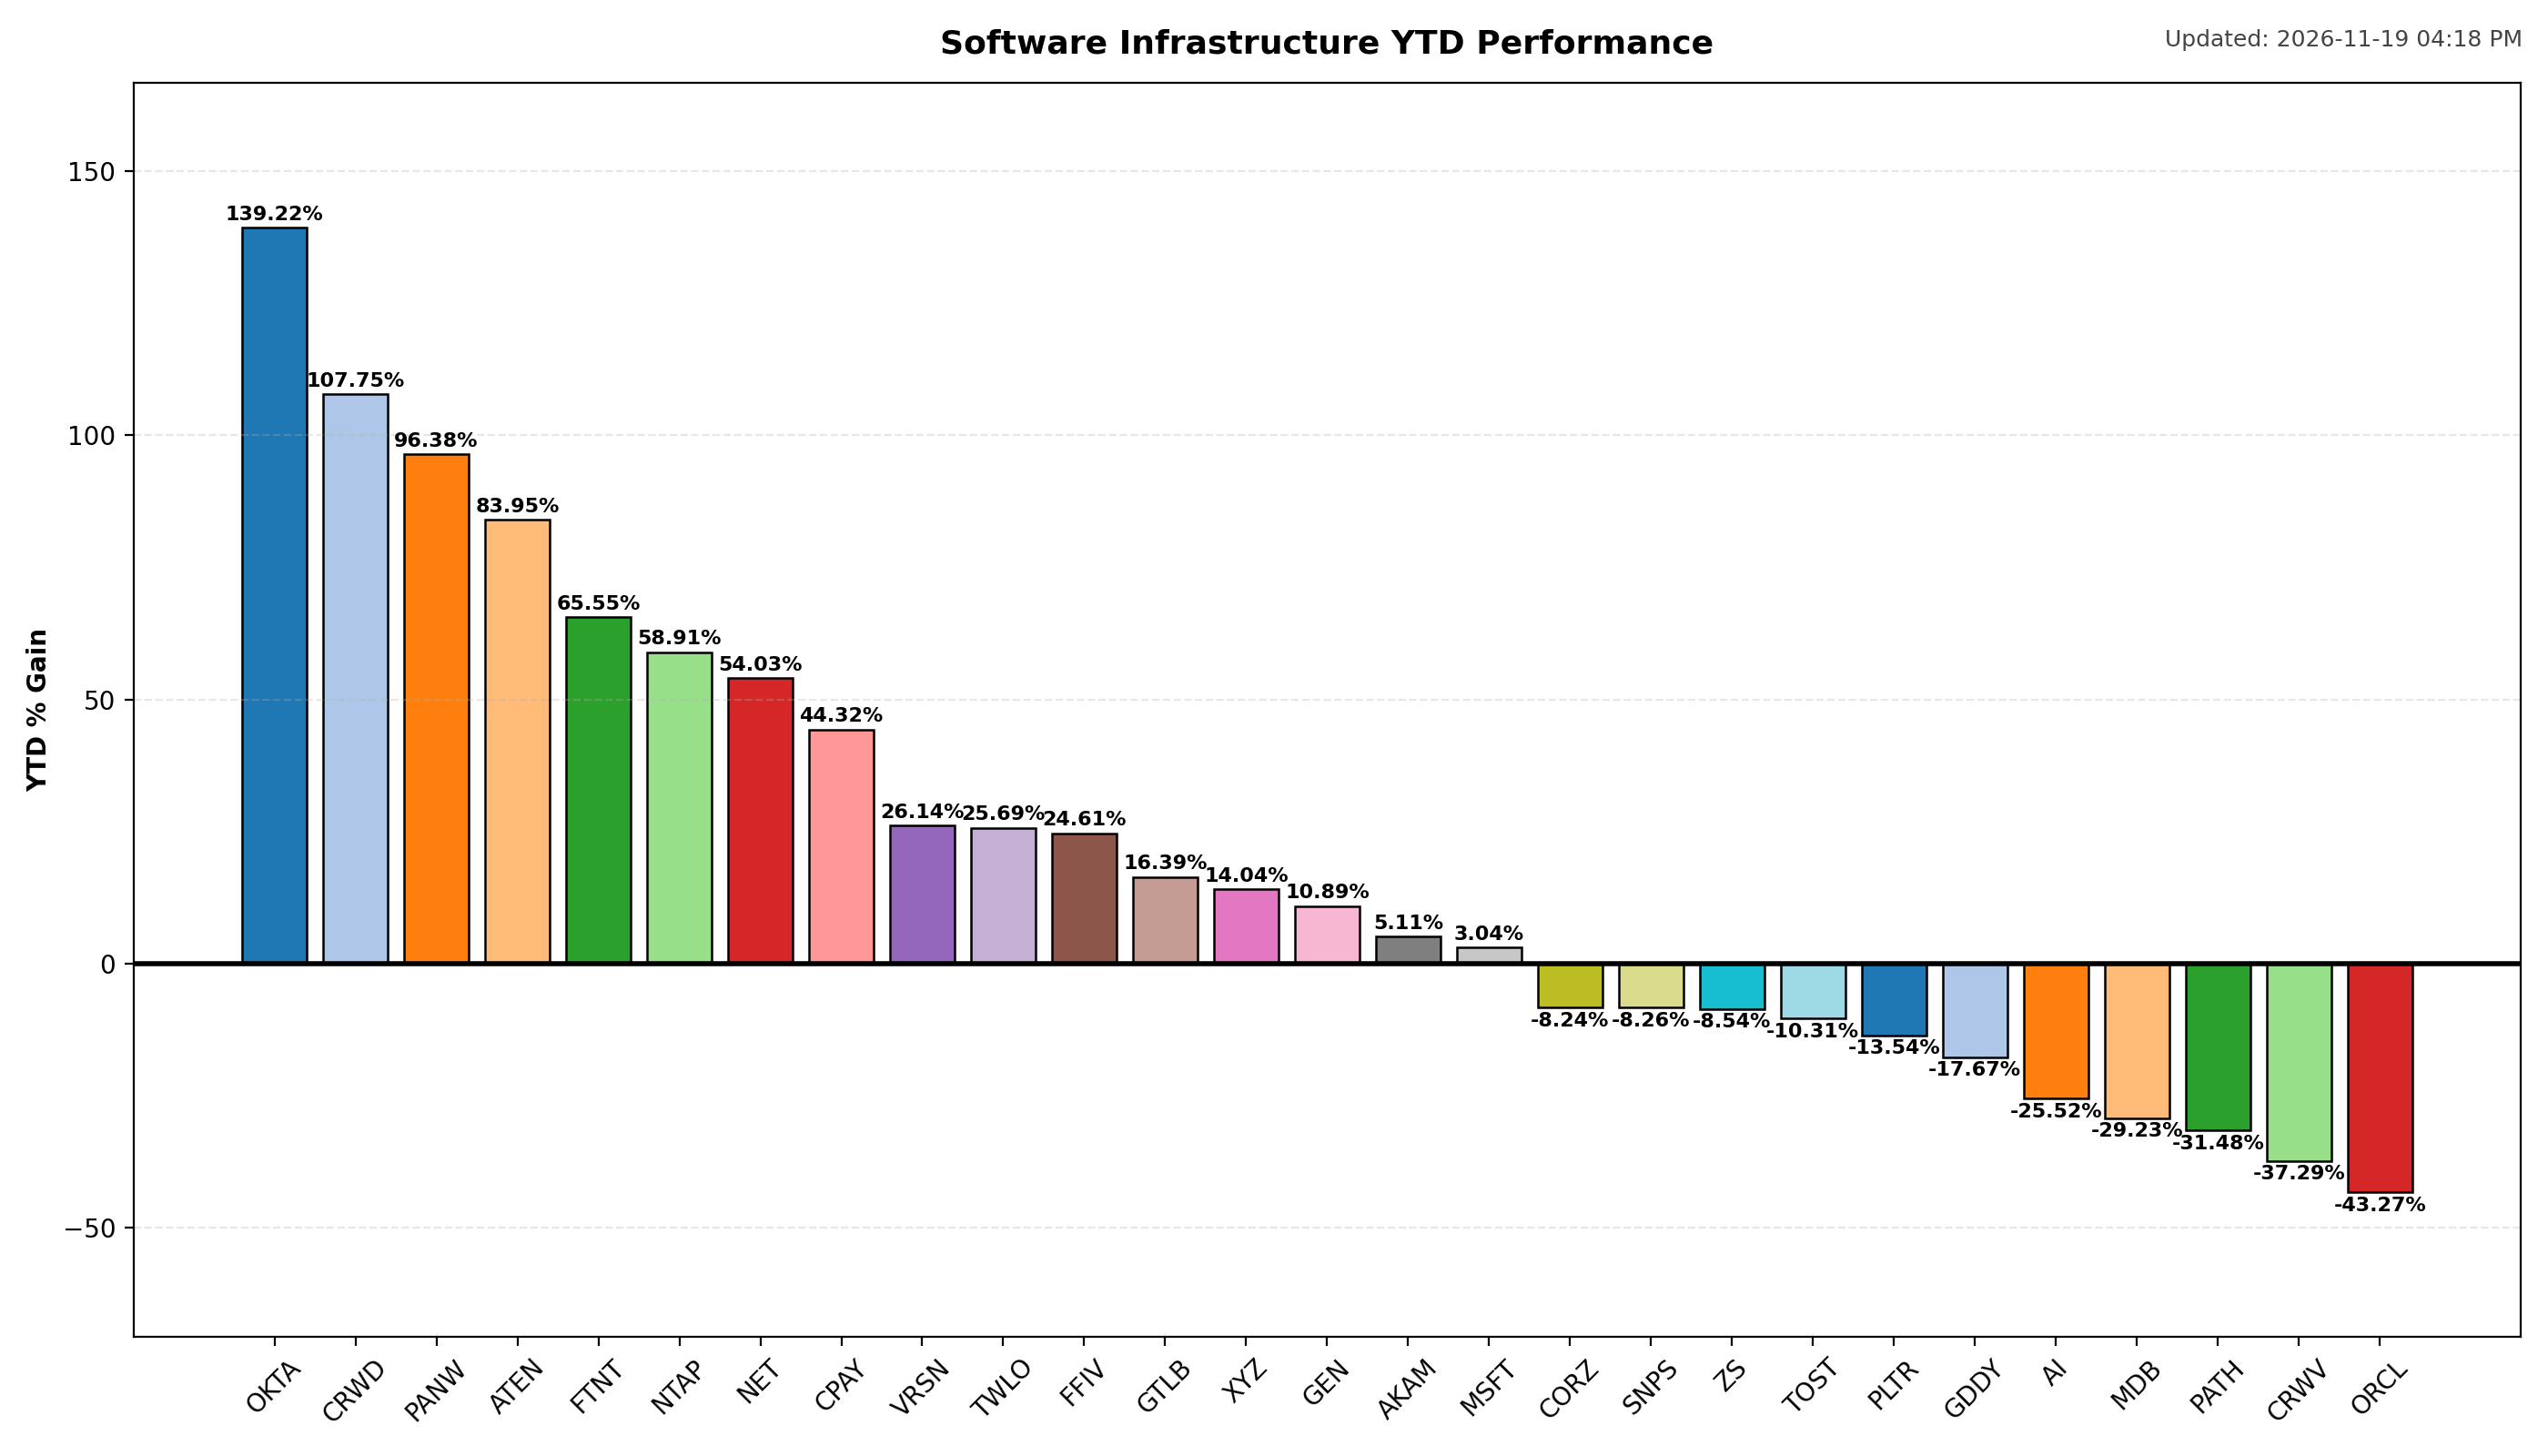 Software Infrastructure YTD Performance
Updated: 2026-11-19 04:18 PM
YTD % Gain
150
100
50
0
−50
139.22%
107.75%
96.38%
83.95%
65.55%
58.91%
54.03%
44.32%
26.14%
25.69%
24.61%
16.39%
14.04%
10.89%
5.11%
3.04%
-8.24%
-8.26%
-8.54%
-10.31%
-13.54%
-17.67%
-25.52%
-29.23%
-31.48%
-37.29%
-43.27%
OKTA
CRWD
PANW
ATEN
FTNT
NTAP
NET
CPAY
VRSN
TWLO
FFIV
GTLB
XYZ
GEN
AKAM
MSFT
CORZ
SNPS
ZS
TOST
PLTR
GDDY
AI
MDB
PATH
CRWV
ORCL